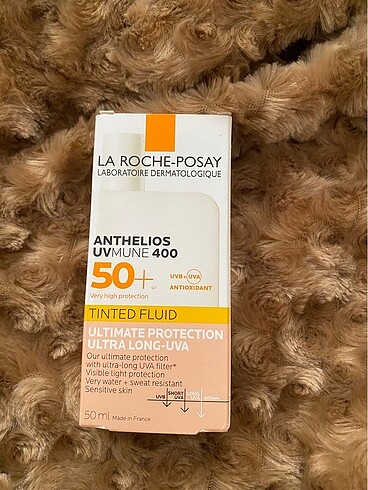 LA ROCHE-POSAY
LABORATOIRE DERMATOLOGIQUE
ANTHELIOS
UVMUNE 400
50+
Very high protection
UVB + UVA
ANTIOXIDANT
TINTED FLUID
ULTIMATE PROTECTION
ULTRA LONG-UVA
Our ultimate protection
with ultra-long UVA filter*
Visible light protection
Very water + sweat resistant
Sensitive skin
UVB
SHORT
UVA
50 ml Made in France